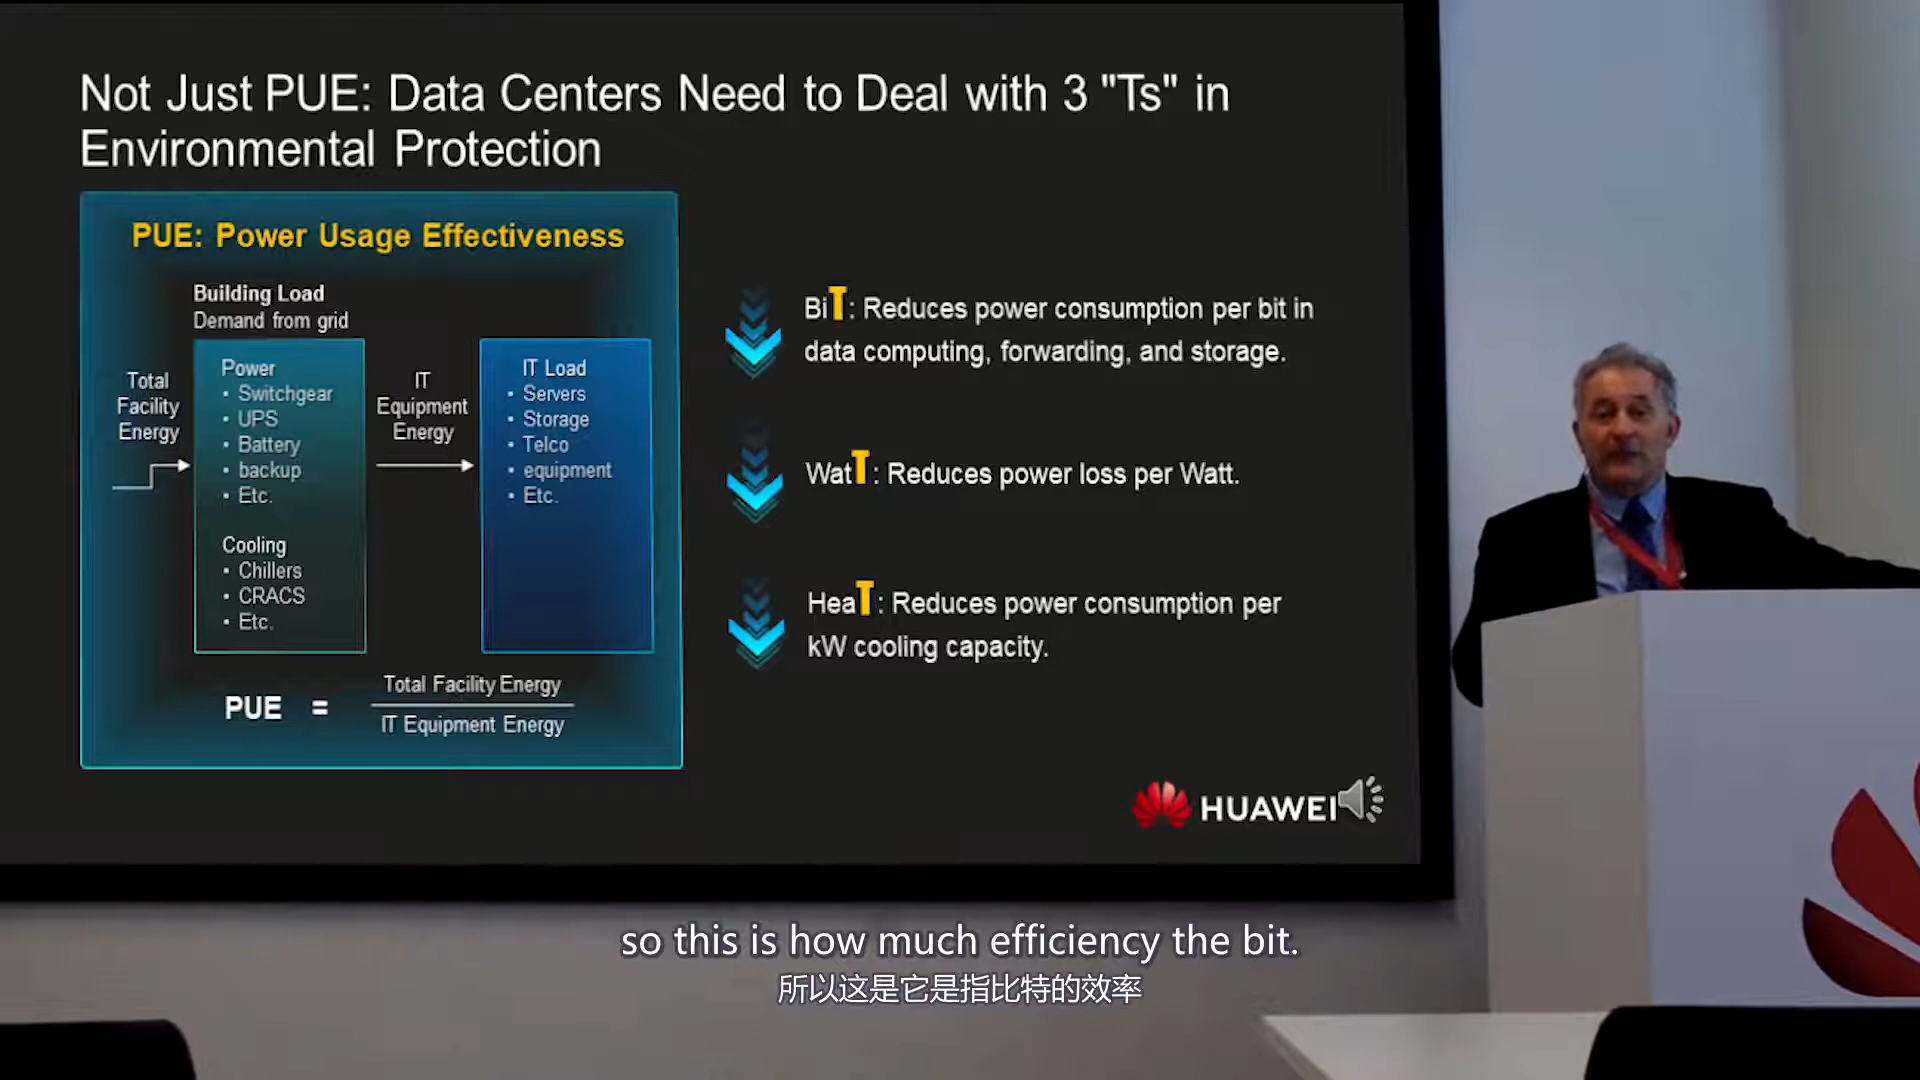 Not Just PUE: Data Centers Need to Deal with 3 "Ts" in
Environmental Protection
PUE: Power Usage Effectiveness
Building Load
Demand from grid
Total
Facility
Energy
Power
• Switchgear
• UPS
• Battery
• backup
• Etc.
Cooling
• Chillers
• CRACS
• Etc.
IT
Equipment
Energy
IT Load
• Servers
• Storage
• Telco
• equipment
• Etc.
PUE = Total Facility Energy
IT Equipment Energy
BiT: Reduces power consumption per bit in
data computing, forwarding, and storage.
WatT: Reduces power loss per Watt.
HeaT: Reduces power consumption per
kW cooling capacity.
HUAWEI
so this is how much efficiency the bit.
所以这是它是指比特的效率